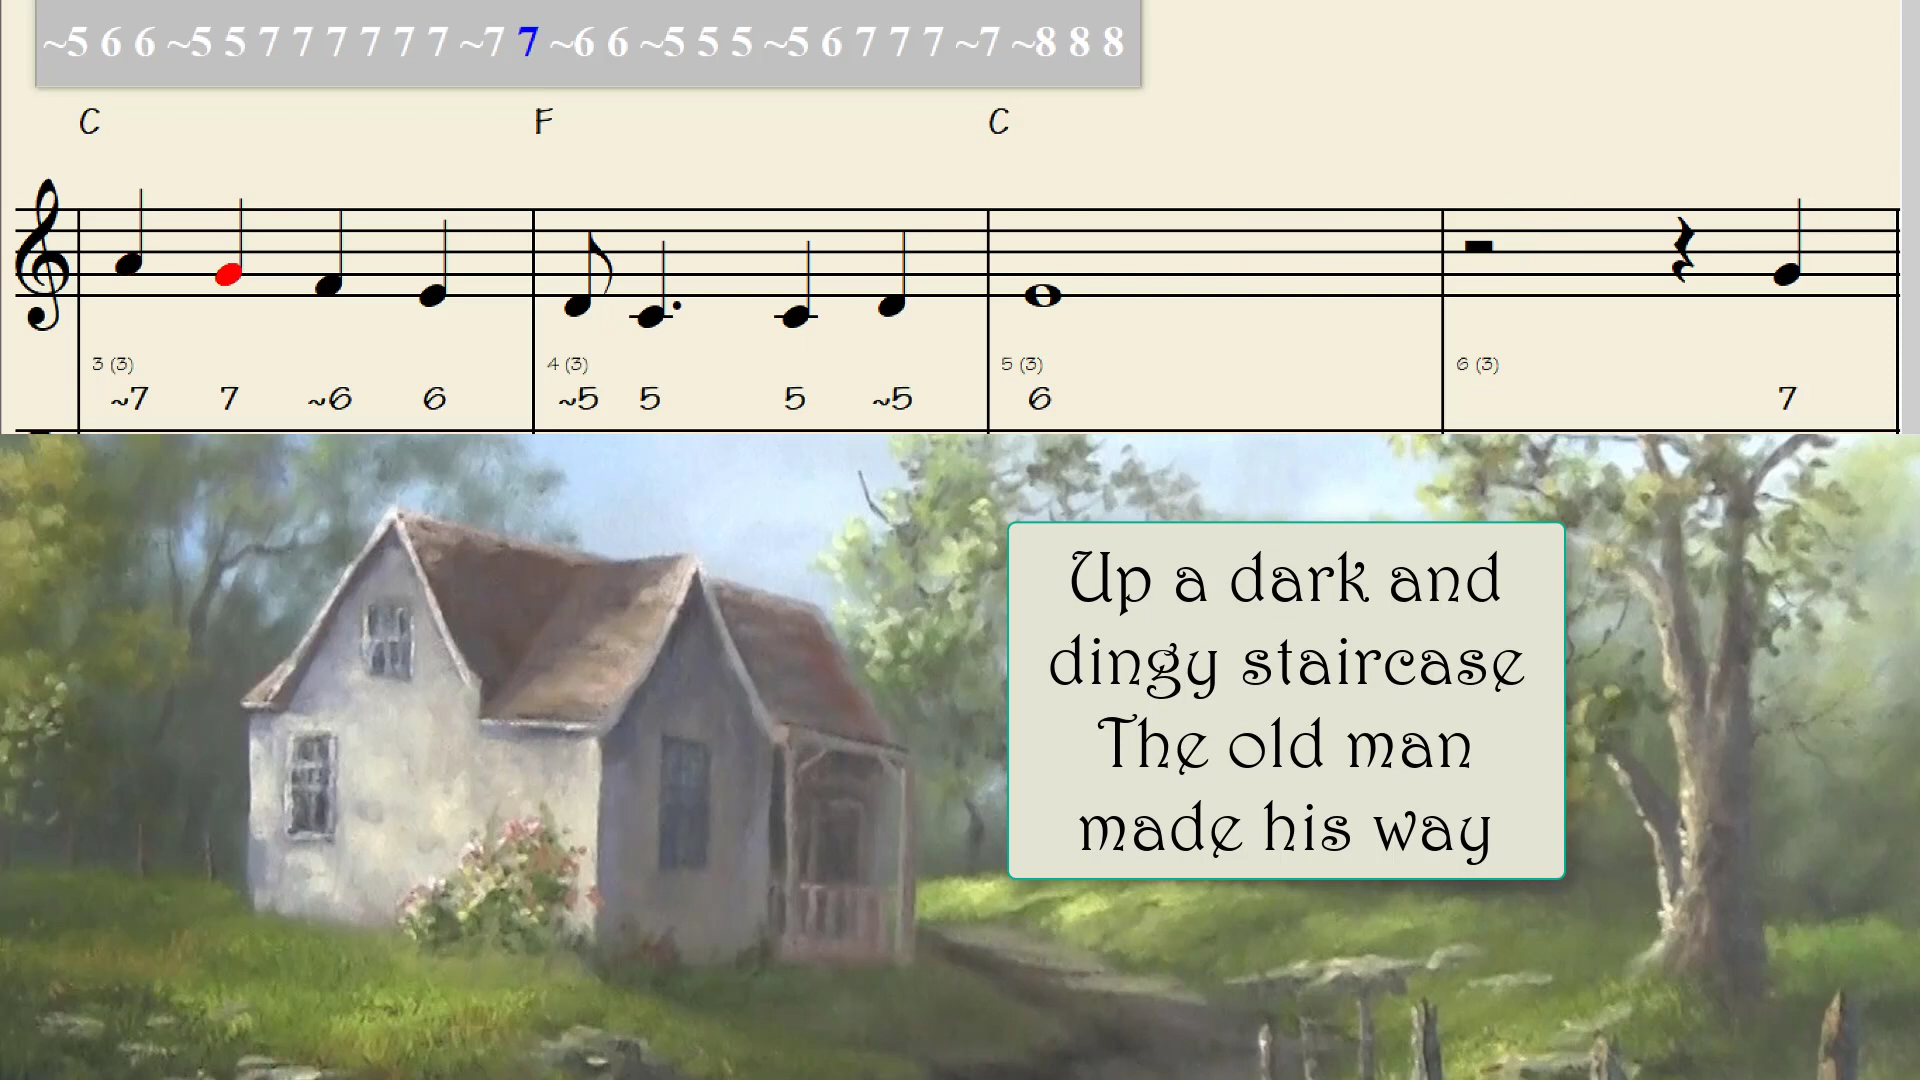 ~5 6 6 ~5 5 7 7 7 7 7 7 ~7 7 ~6 6 ~5 5 5 ~5 6 7 7 7 ~7 ~8 8 8
C F C
3 (3) 4 (3) 5 (3) 6 (3)
~7 7 ~6 6 ~5 5 5 ~5 6 7
Up a dark and
dingy staircase
The old man
made his way